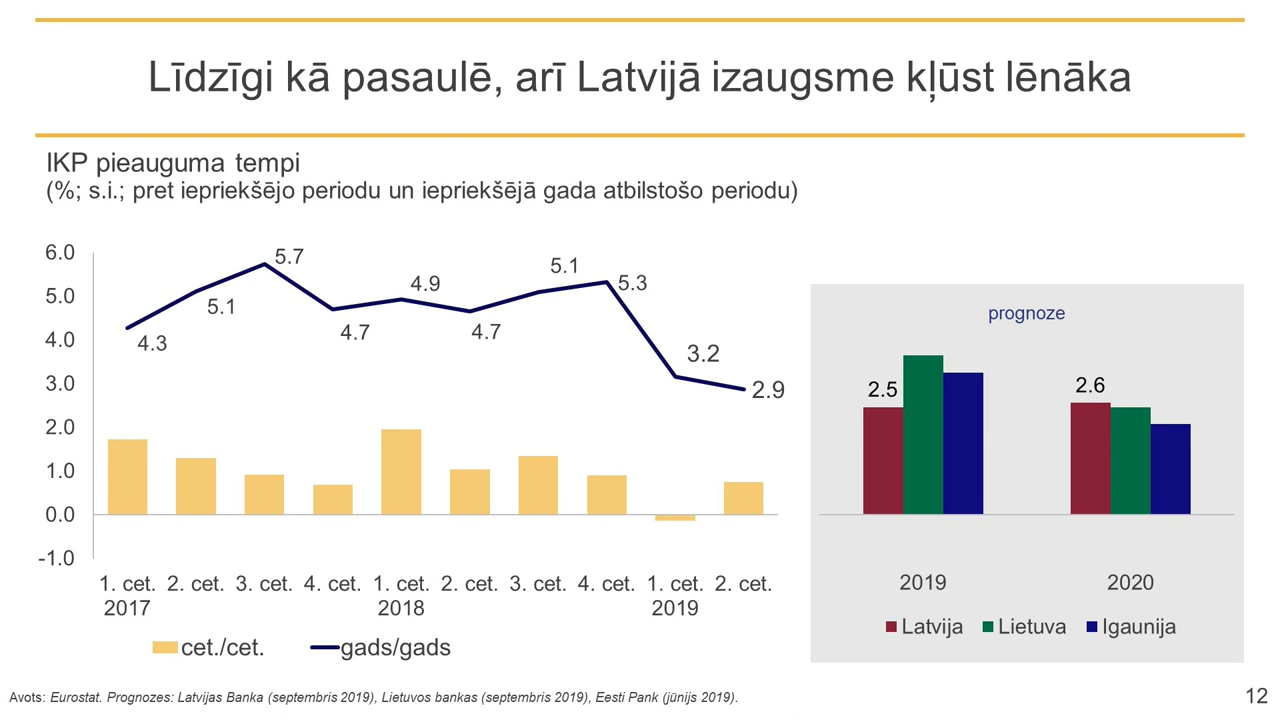 Līdzīgi kā pasaulē, arī Latvijā izaugsme kļūst lēnāka
IKP pieauguma tempi
(%; s.i.; pret iepriekšējo periodu un iepriekšējā gada atbilstošo periodu)
6.0
5.0
4.0
3.0
2.0
1.0
0.0
-1.0
4.3
5.1
5.7
4.7
4.9
4.7
5.1
5.3
3.2
2.9
1. cet. 2. cet. 3. cet. 4. cet. 1. cet. 2. cet. 3. cet. 4. cet. 1. cet. 2. cet.
2017 2018 2019
cet./cet. gads/gads
prognoze
2.5
2.6
2019 2020
Latvija Lietuva Igaunija
Avots: Eurostat. Prognozes: Latvijas Banka (septembris 2019), Lietuvos bankas (septembris 2019), Eesti Pank (jūnijs 2019).
12